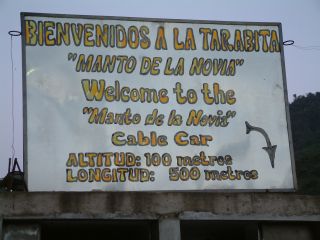 BIENVENIDOS A LA TARABITA
"MANTO DE LA NOVIA"
Welcome to the
"Manto de la Novia"
Cable Car
ALTITUD: 100 metros
LONGITUD: 500 metros